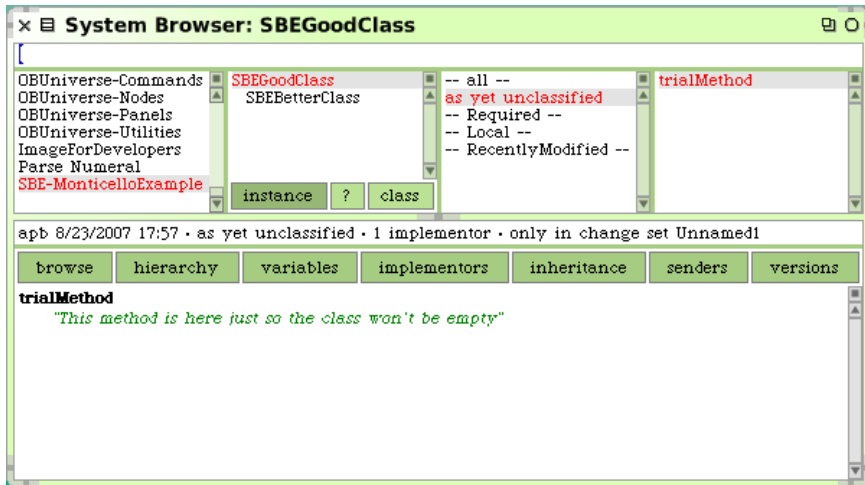 System Browser: SBEGoodClass
OBUniverse-Commands
OBUniverse-Nodes
OBUniverse-Panels
OBUniverse-Utilities
ImageForDevelopers
Parse Numeral
SBE-MonticelloExample
SBEGoodClass
SBEBetterClass
instance ? class
-- all --
as yet unclassified
-- Required --
-- Local --
-- RecentlyModified --
trialMethod
apb 8/23/2007 17:57 · as yet unclassified · 1 implementor · only in change set Unnamed1
browse hierarchy variables implementors inheritance senders versions
trialMethod
"This method is here just so the class won't be empty"